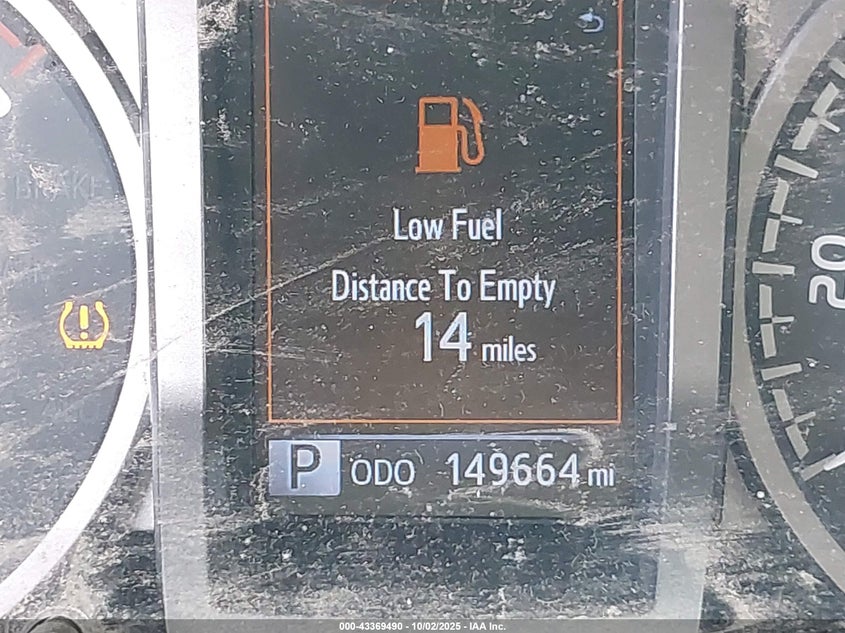 BRAKE
Low Fuel
Distance To Empty
14 miles
P ODO 149664 mi
20
000-43369490 - 10/02/2025 - IAA Inc.